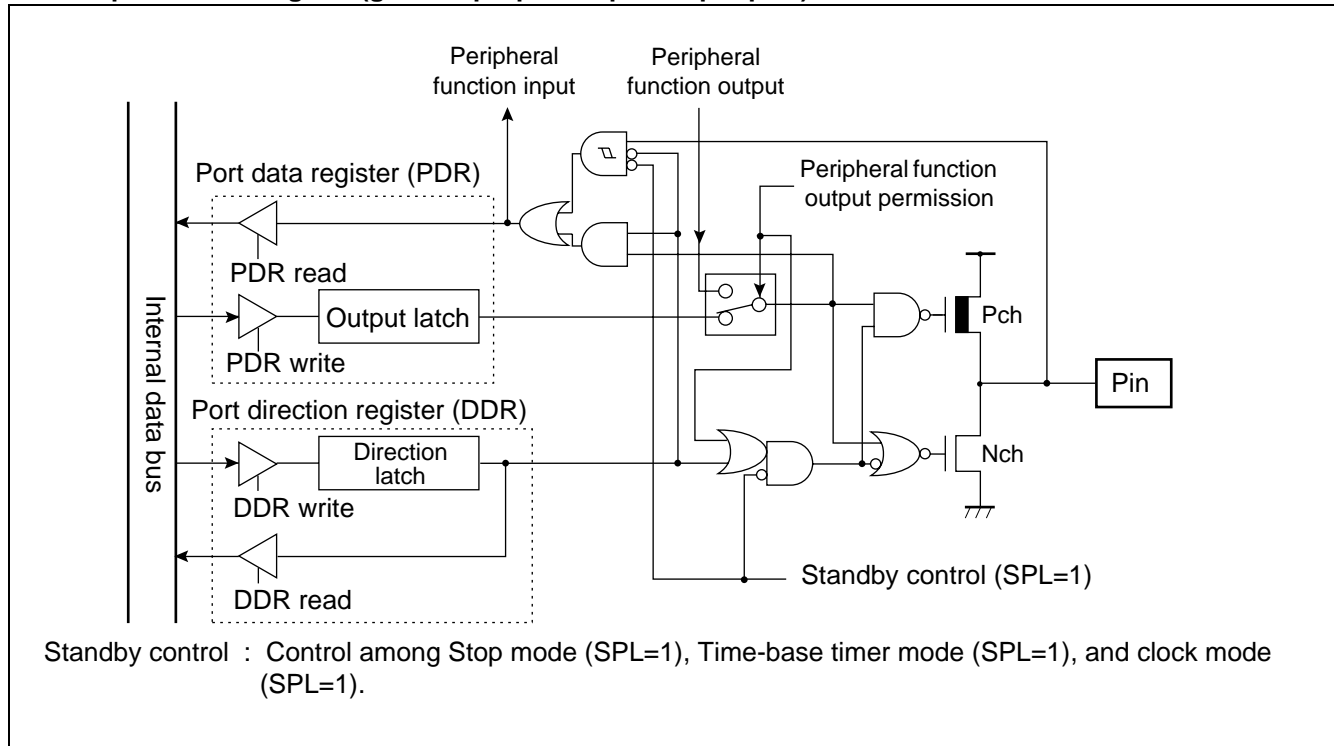 Peripheral
function input
Peripheral
function output
Port data register (PDR)
Peripheral function
output permission
PDR read
Output latch
PDR write
Pch
Pin
Internal data bus
Port direction register (DDR)
Direction
latch
DDR write
Nch
DDR read
Standby control (SPL=1)
Standby control : Control among Stop mode (SPL=1), Time-base timer mode (SPL=1), and clock mode
(SPL=1).